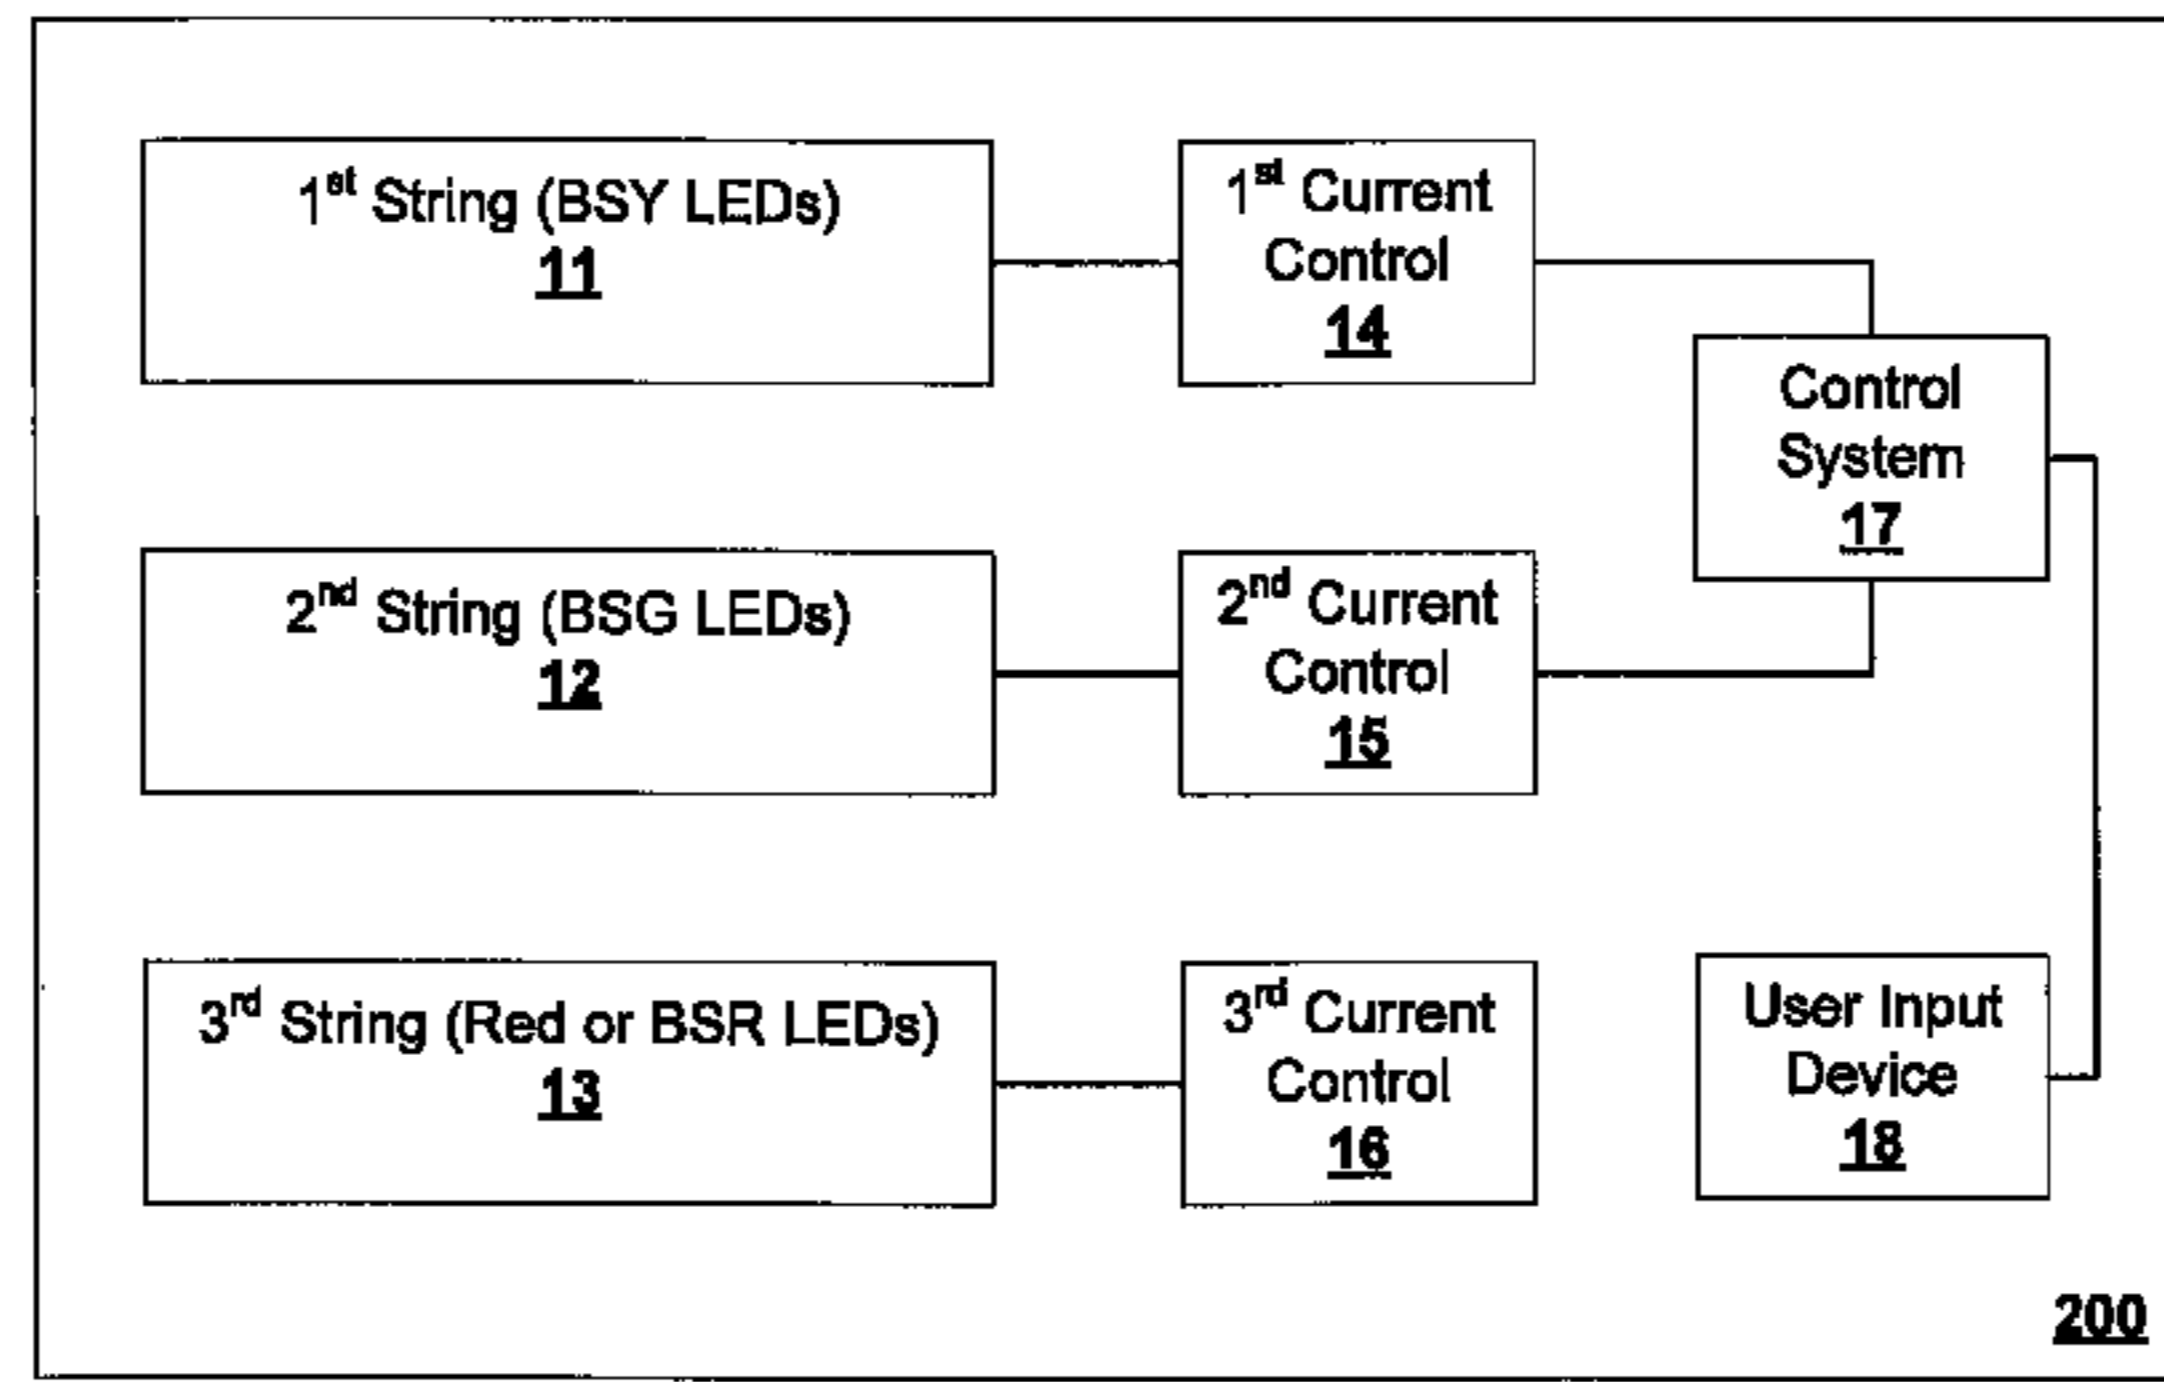 1st String (BSY LEDs)
11
1st Current
Control
14
Control
System
17
2nd String (BSG LEDs)
12
2nd Current
Control
15
3rd String (Red or BSR LEDs)
13
3rd Current
Control
16
User Input
Device
18
200